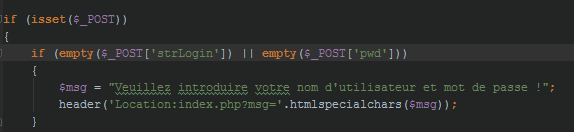 if (isset($_POST))
{
if (empty($_POST['strLogin']) || empty($_POST['pwd']))
{
$msg = "Veuillez introduire votre nom d'utilisateur et mot de passe !";
header('Location:index.php?msg='.htmlspecialchars($msg));
}